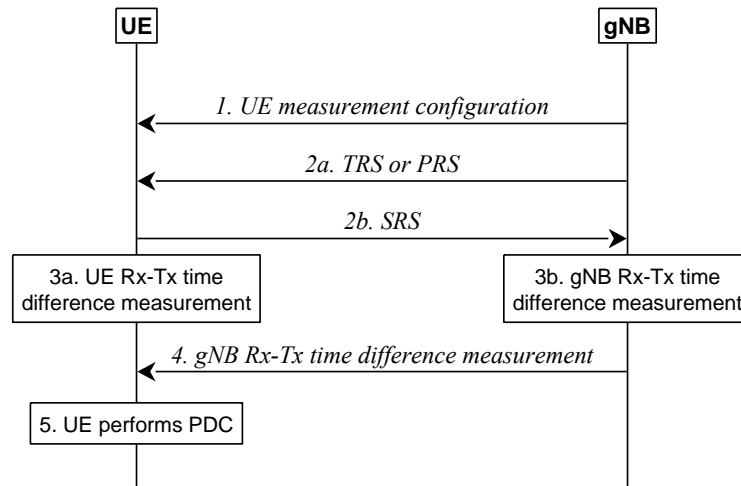 UE
gNB
1. UE measurement configuration
2a. TRS or PRS
2b. SRS
3a. UE Rx-Tx time
difference measurement
3b. gNB Rx-Tx time
difference measurement
4. gNB Rx-Tx time difference measurement
5. UE performs PDC